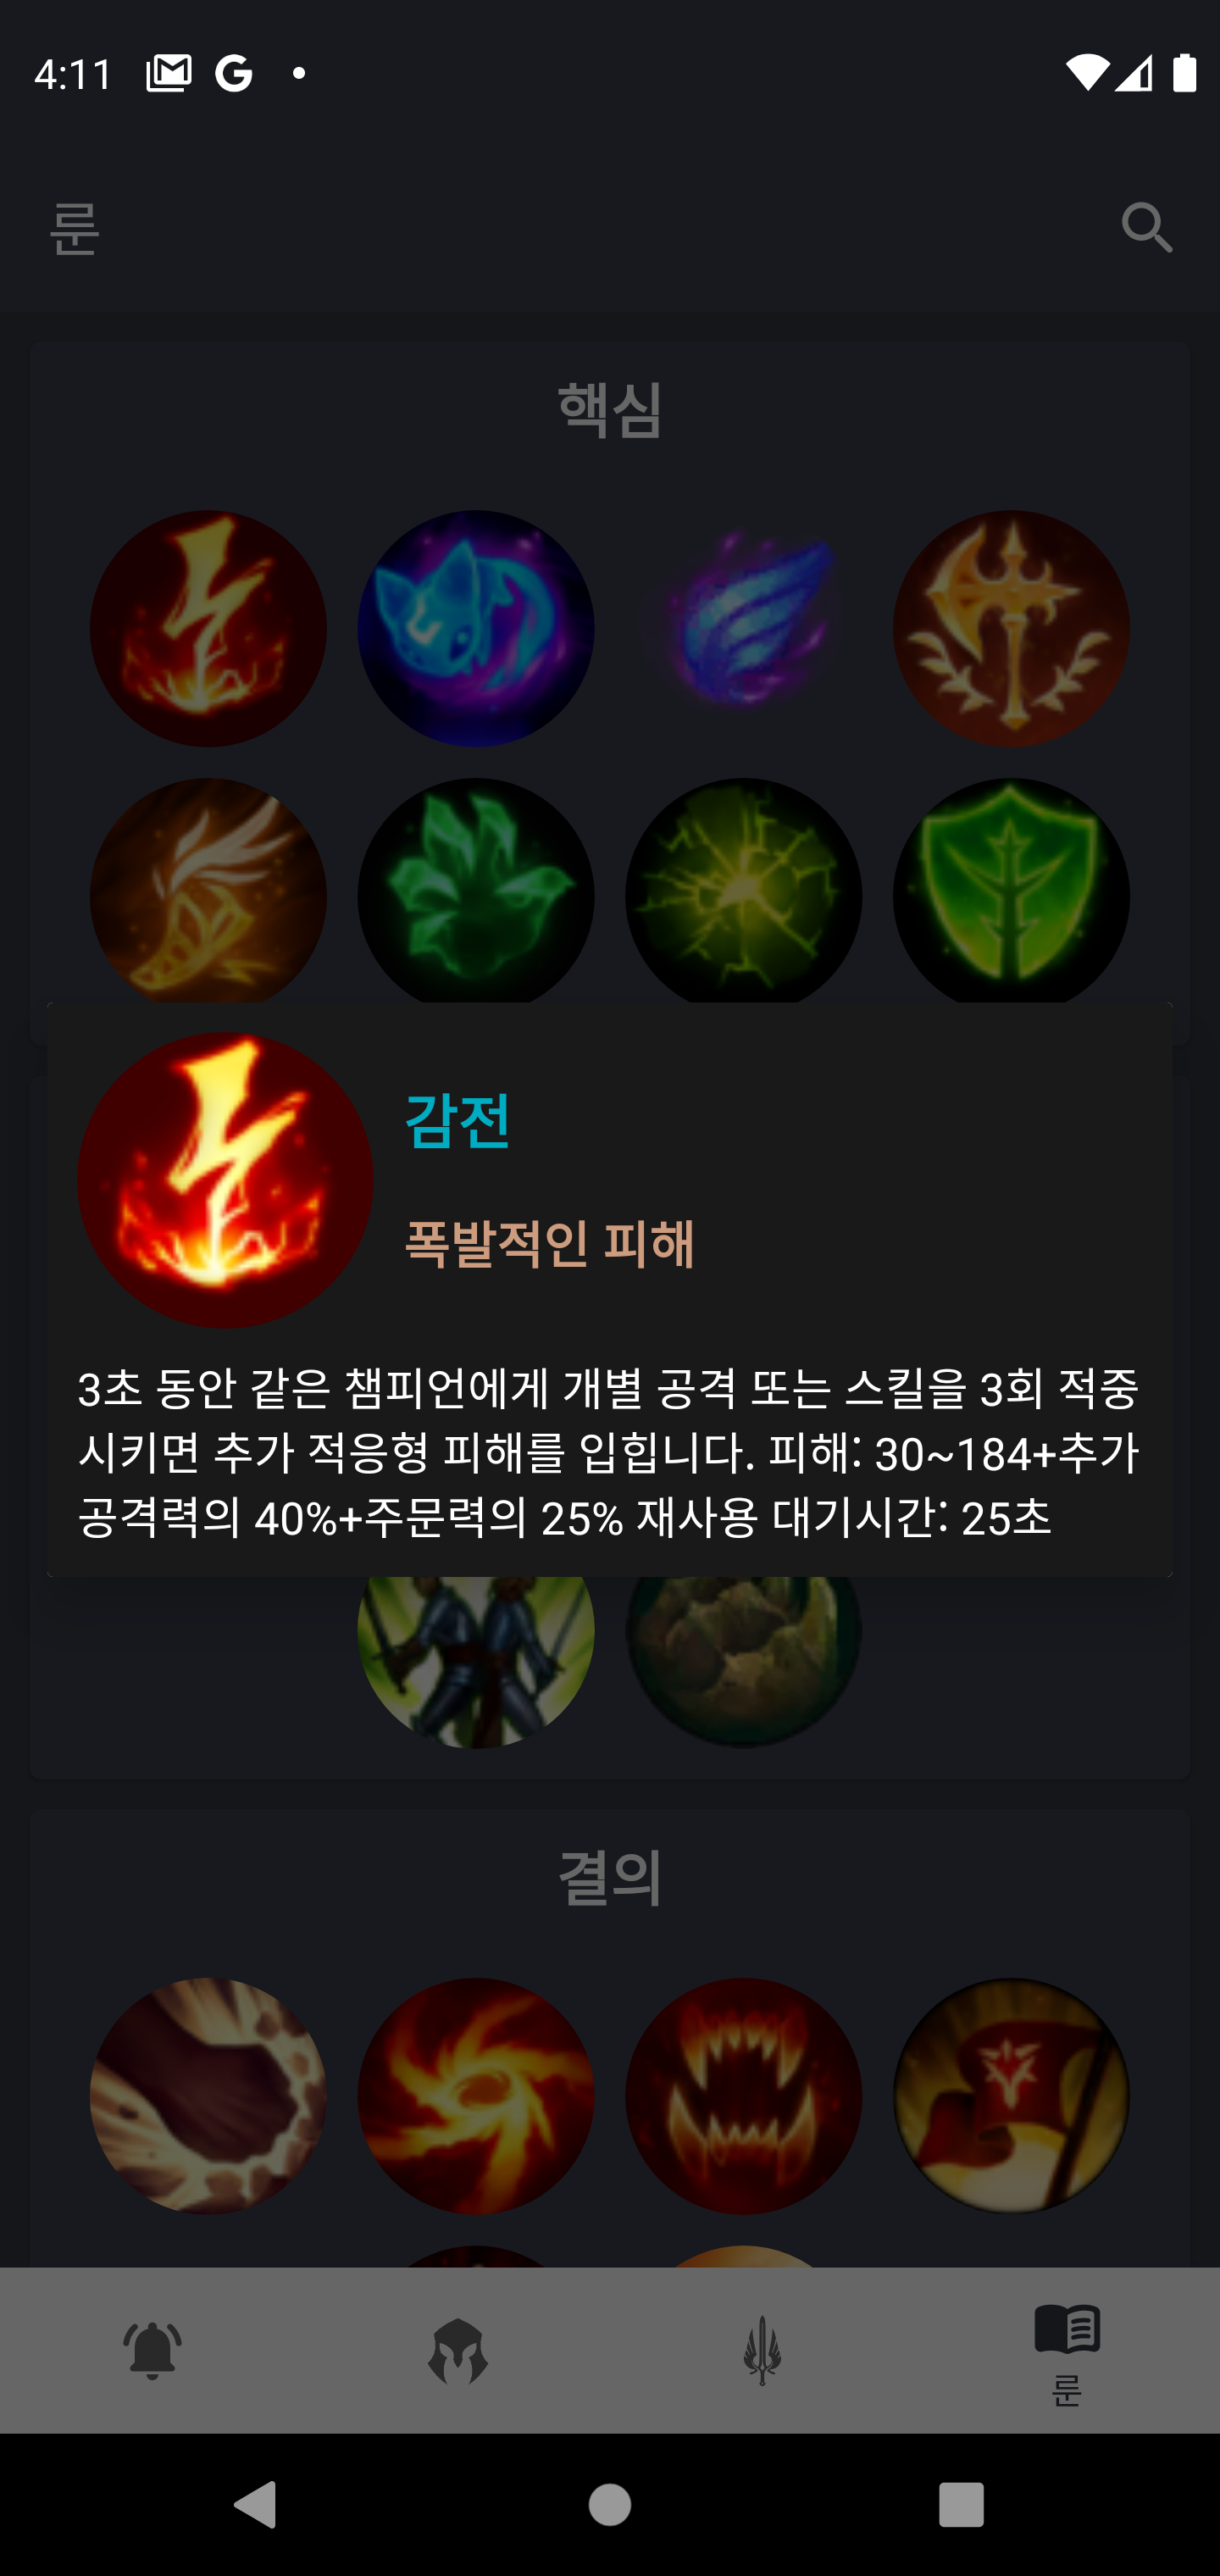 4:11
룬
핵심
감전
폭발적인 피해
3초 동안 같은 챔피언에게 개별 공격 또는 스킬을 3회 적중
시키면 추가 적응형 피해를 입힙니다. 피해: 30~184+추가
공격력의 40%+주문력의 25% 재사용 대기시간: 25초
결의
룬